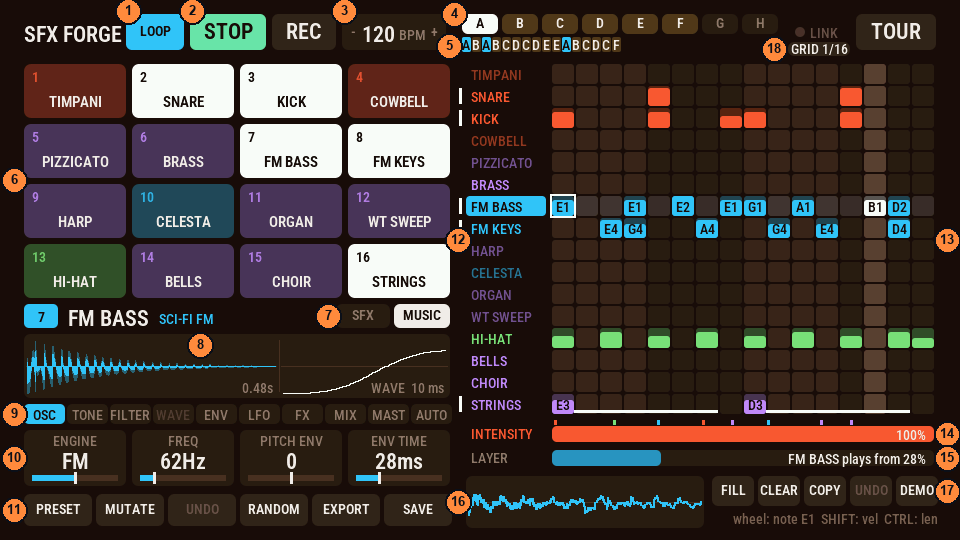 1 2 3 4
SFX FORGE LOOP STOP REC - 120 BPM + A B C D E F G H LINK TOUR
5 ABABCDCDEEABCDCF 18 GRID 1/16
1 TIMPANI 2 SNARE 3 KICK 4 COWBELL
5 PIZZICATO 6 BRASS 7 FM BASS 8 FM KEYS
6
9 HARP 10 CELESTA 11 ORGAN 12 WT SWEEP
13 HI-HAT 14 BELLS 15 CHOIR 16 STRINGS
7 FM BASS SCI-FI FM 7 SFX MUSIC
8
0.48s WAVE 10 ms
9 OSC TONE FILTER WAVE ENV LFO FX MIX MAST AUTO
10 ENGINE FREQ PITCH ENV ENV TIME
FM 62Hz 0 28ms
11 PRESET MUTATE UNDO RANDOM EXPORT SAVE
TIMPANI
SNARE
KICK
COWBELL
PIZZICATO
BRASS
FM BASS E1 E1 E2 E1 G1 A1 B1 D2
12 FM KEYS E4 G4 A4 G4 E4 D4 13
HARP
CELESTA
ORGAN
WT SWEEP
HI-HAT
BELLS
CHOIR
STRINGS E3 D3
INTENSITY 100% 14
LAYER FM BASS plays from 28% 15
16 FILL CLEAR COPY UNDO DEMO 17
wheel: note E1 SHIFT: vel CTRL: len